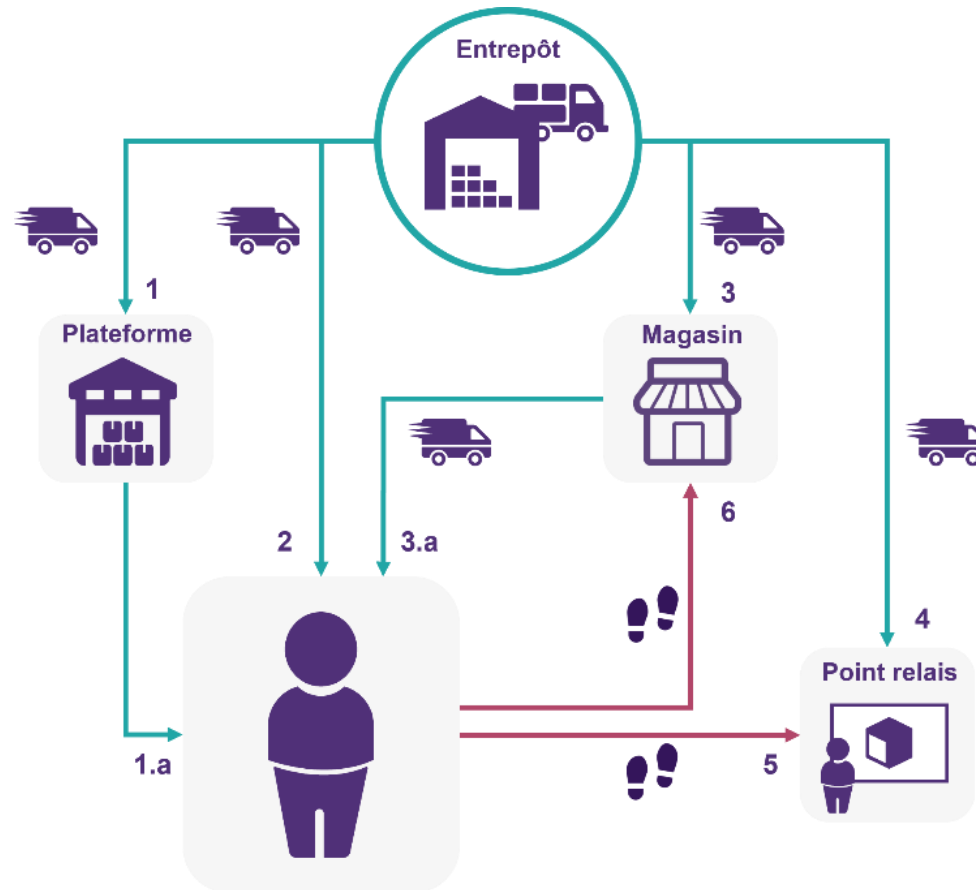 Entrepôt
1
Plateforme
3
Magasin
2
3.a
6
4
Point relais
1.a
5